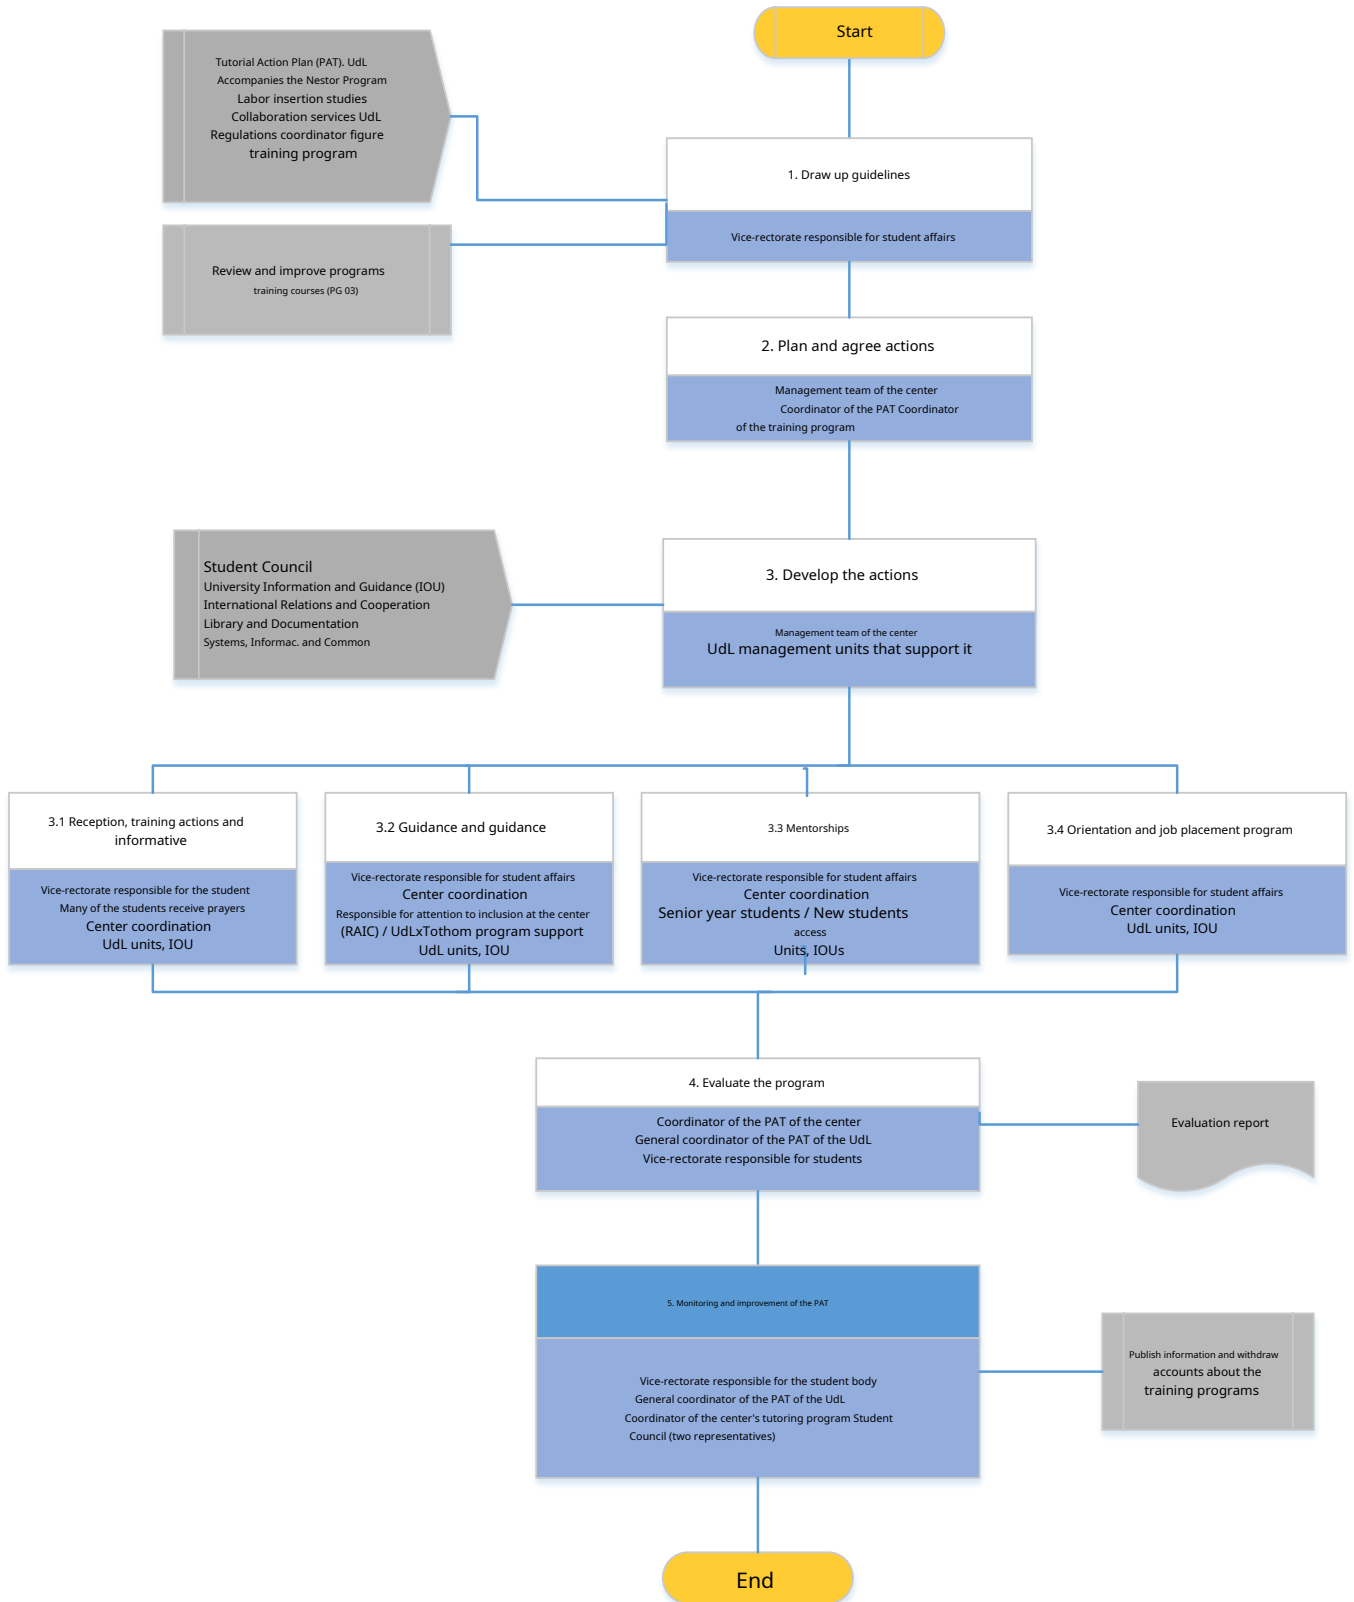 Start
Tutorial Action Plan (PAT). UdL
Accompanies the Nestor Program
Labor insertion studies
Collaboration services UdL
Regulations coordinator figure
training program
1. Draw up guidelines
Vice-rectorate responsible for student affairs
Review and improve programs
training courses (PG 03)
2. Plan and agree actions
Management team of the center
Coordinator of the PAT Coordinator
of the training program
Student Council
University Information and Guidance (IOU)
International Relations and Cooperation
Library and Documentation
Systems, Informac. and Common
3. Develop the actions
Management team of the center
UdL management units that support it
3.1 Reception, training actions and
informative
Vice-rectorate responsible for the student
Many of the students receive prayers
Center coordination
UdL units, IOU
3.2 Guidance and guidance
Vice-rectorate responsible for student affairs
Center coordination
Responsible for attention to inclusion at the center
(RAIC) / UdLxTothom program support
UdL units, IOU
3.3 Mentorships
Vice-rectorate responsible for student affairs
Center coordination
Senior year students / New students
access
Units, IOUs
3.4 Orientation and job placement program
Vice-rectorate responsible for student affairs
Center coordination
UdL units, IOU
4. Evaluate the program
Coordinator of the PAT of the center
General coordinator of the PAT of the UdL
Vice-rectorate responsible for students
Evaluation report
5. Monitoring and improvement of the PAT
Vice-rectorate responsible for the student body
General coordinator of the PAT of the UdL
Coordinator of the center's tutoring program Student
Council (two representatives)
Publish information and withdraw
accounts about the
training programs
End